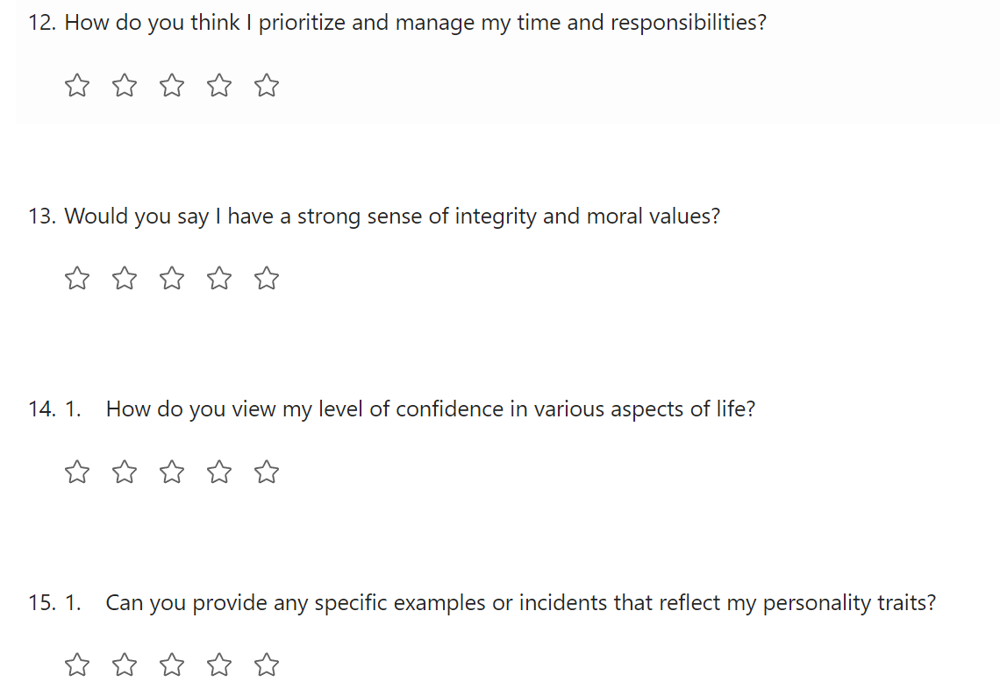 12. How do you think I prioritize and manage my time and responsibilities?
13. Would you say I have a strong sense of integrity and moral values?
14. 1. How do you view my level of confidence in various aspects of life?
15. 1. Can you provide any specific examples or incidents that reflect my personality traits?